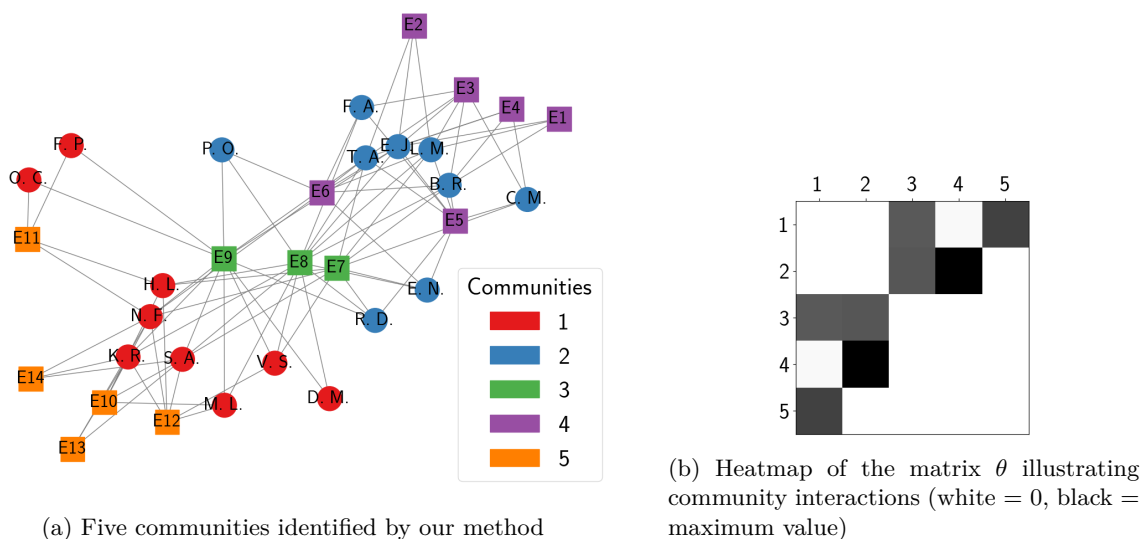 E2
E3
E4
E1
F. A.
F. P.
P. O.
E. J.
L. M.
T. A.
O. C.
E6
B. R.
C. M.
E5
E11
E9
E8
E7
H. L.
E. N.
N. F.
R. D.
K. R.
S. A.
V. S.
E14
E10
M. L.
D. M.
E12
E13
Communities
1
2
3
4
5
(a) Five communities identified by our method
1 2 3 4 5
1
2
3
4
5
(b) Heatmap of the matrix θ illustrating
community interactions (white = 0, black =
maximum value)